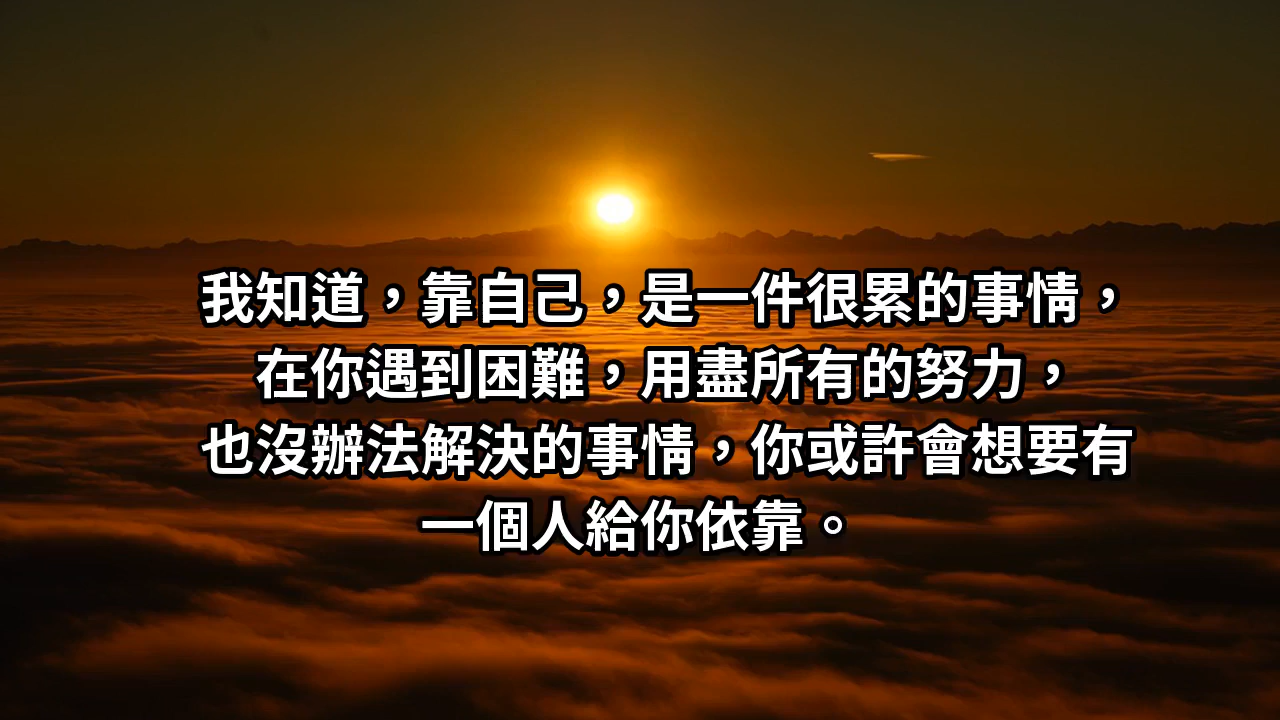 我知道，靠自己，是一件很累的事情，
在你遇到困難，用盡所有的努力，
也沒辦法解決的事情，你或許會想要有
一個人給你依靠。